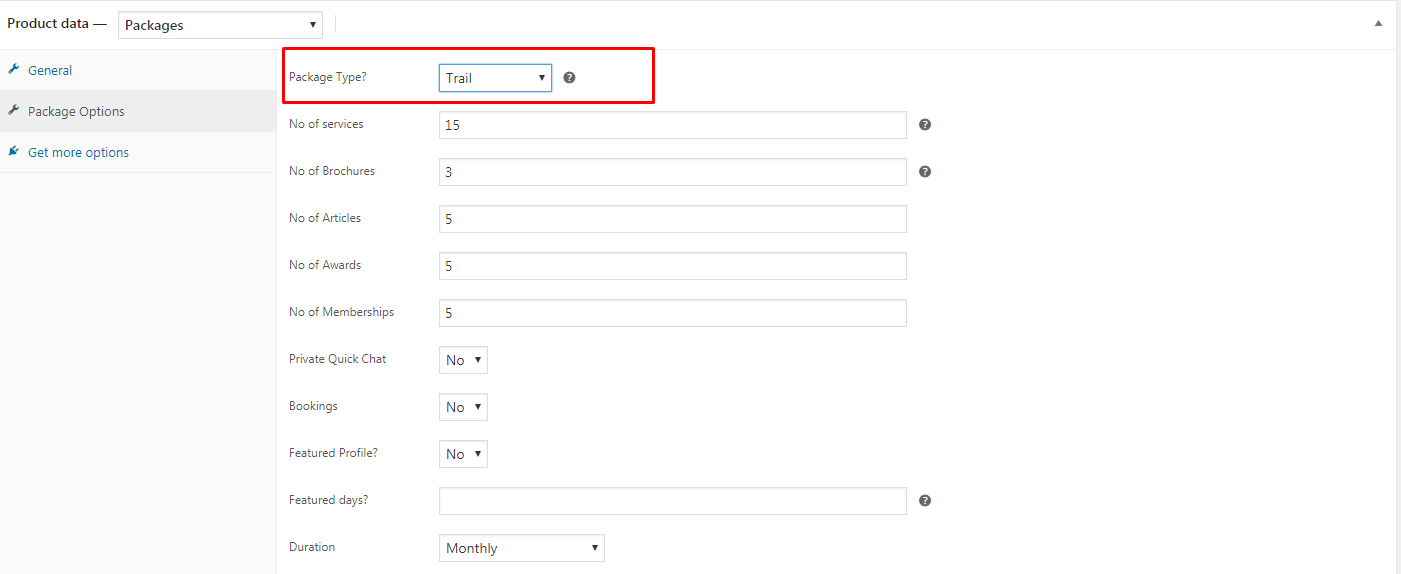 Product data — Packages
General
Package Options
Get more options
Package Type? Trail
No of services 15
No of Brochures 3
No of Articles 5
No of Awards 5
No of Memberships 5
Private Quick Chat No
Bookings No
Featured Profile? No
Featured days?
Duration Monthly